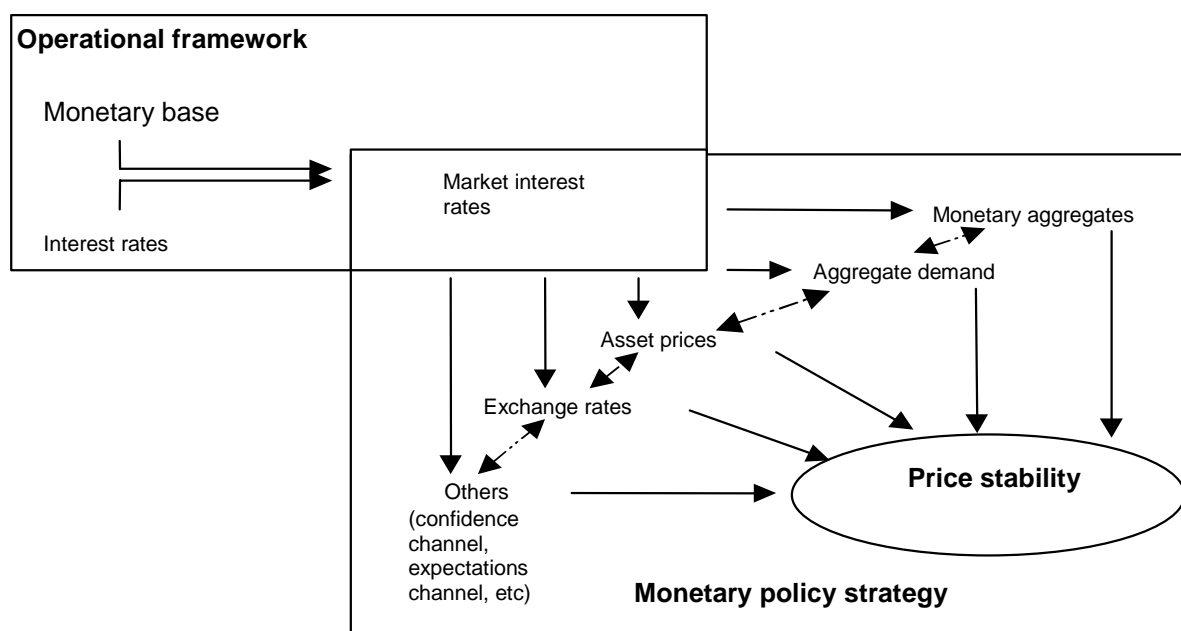 Operational framework
Monetary base
Interest rates
Market interest
rates
Monetary aggregates
Aggregate demand
Asset prices
Exchange rates
Others
(confidence
channel,
expectations
channel, etc)
Price stability
Monetary policy strategy